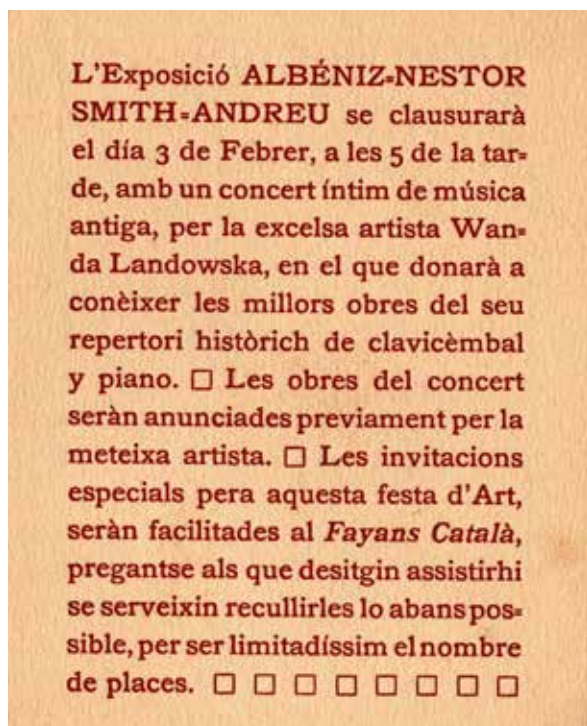 L'Exposició ALBÉNIZ=NESTOR
SMITH=ANDREU se clausurarà
el día 3 de Febrer, a les 5 de la tar=
de, amb un concert íntim de música
antiga, per la excelsa artista Wan=
da Landowska, en el que donarà a
conèixer les millors obres del seu
repertori històrich de clavicèmbal
y piano. □ Les obres del concert
seràn anunciades previament per la
meteixa artista. □ Les invitacions
especials pera aquesta festa d'Art,
seràn facilitades al Fayans Català,
pregantse als que desitgin assistirhi
se serveixin recullirles lo abans pos=
sible, per ser limitadíssim el nombre
de places. □ □ □ □ □ □ □ □